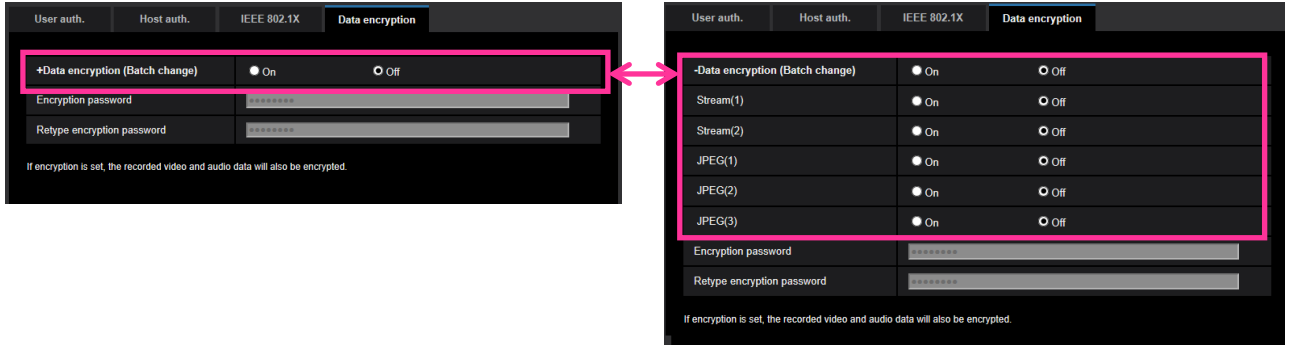 User auth. Host auth. IEEE 802.1X Data encryption
+Data encryption (Batch change) On Off
Encryption password ••••••••
Retype encryption password ••••••••
If encryption is set, the recorded video and audio data will also be encrypted.
User auth. Host auth. IEEE 802.1X Data encryption
-Data encryption (Batch change) On Off
Stream(1) On Off
Stream(2) On Off
JPEG(1) On Off
JPEG(2) On Off
JPEG(3) On Off
Encryption password ••••••••
Retype encryption password ••••••••
If encryption is set, the recorded video and audio data will also be encrypted.